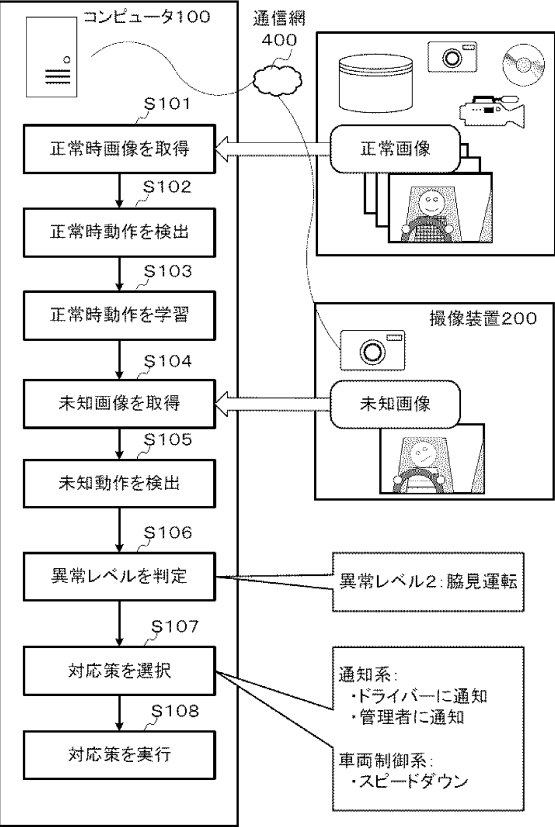 コンピュータ100
通信網
400
S101
正常時画像を取得
正常画像
S102
正常時動作を検出
S103
正常時動作を学習
撮像装置200
S104
未知画像を取得
未知画像
S105
未知動作を検出
S106
異常レベルを判定
異常レベル2:脇見運転
S107
対応策を選択
通知系:
・ドライバーに通知
・管理者に通知
車両制御系:
・スピードダウン
S108
対応策を実行